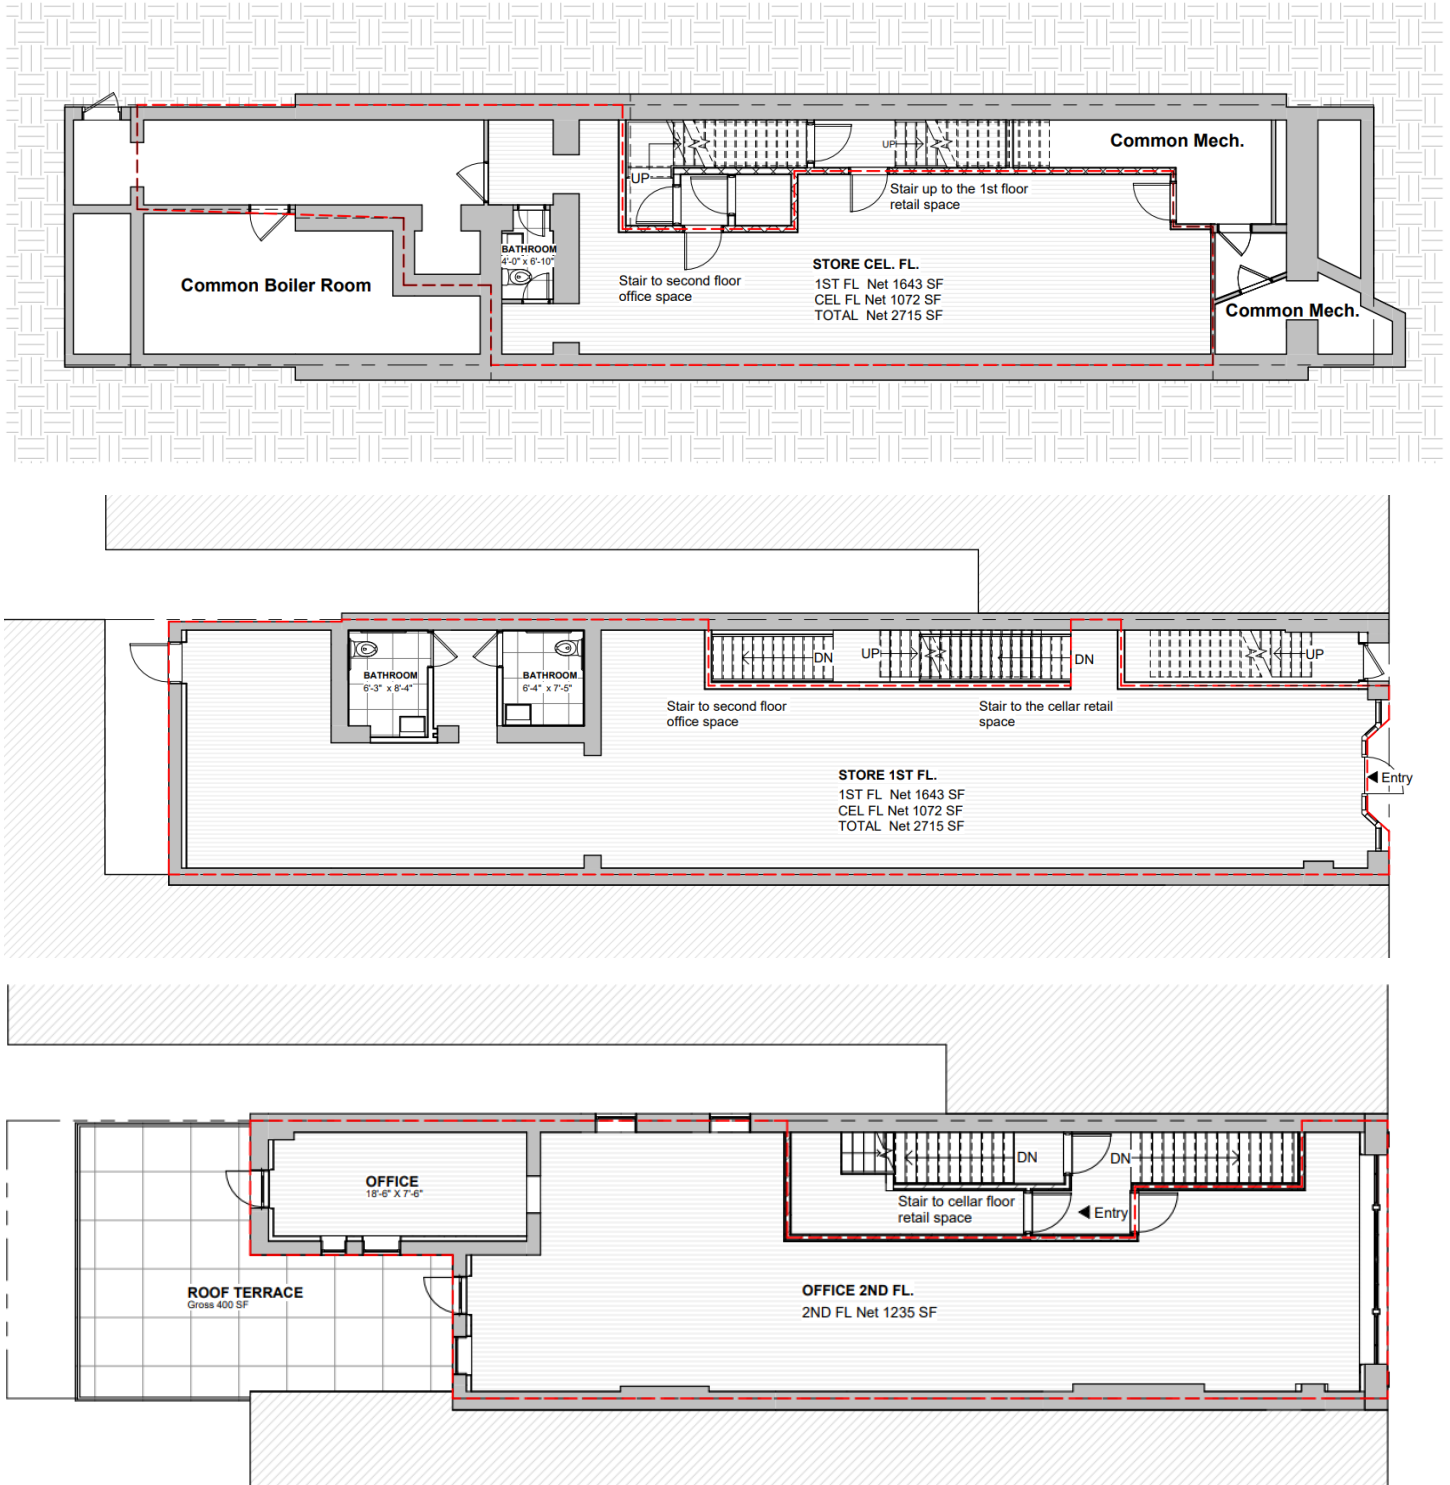 Common Mech.
UP
UP
Stair up to the 1st floor
retail space
BATHROOM
4'-0" x 6'-10"
STORE CEL. FL.
1ST FL Net 1643 SF
CEL FL Net 1072 SF
TOTAL Net 2715 SF
Stair to second floor
office space
Common Boiler Room
Common Mech.
DN
UP
DN
UP
BATHROOM
6'-3" x 8'-4"
BATHROOM
6'-4" x 7'-5"
Stair to second floor
office space
Stair to the cellar retail
space
STORE 1ST FL.
1ST FL Net 1643 SF
CEL FL Net 1072 SF
TOTAL Net 2715 SF
Entry
DN
DN
OFFICE
18'-6" X 7'-6"
Stair to cellar floor
retail space
Entry
ROOF TERRACE
Gross 400 SF
OFFICE 2ND FL.
2ND FL Net 1235 SF